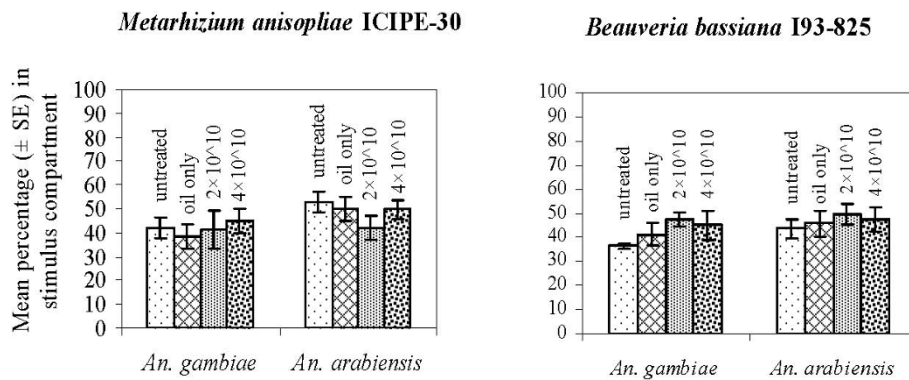 Metarhizium anisopliae ICIPE-30
Mean percentage (± SE) in
stimulus compartment
100
90
80
70
60
50
40
30
20
10
0
untreated
oil only
2×10^10
4×10^10
untreated
oil only
2×10^10
4×10^10
An. gambiae
An. arabiensis
Beauveria bassiana I93-825
100
90
80
70
60
50
40
30
20
10
0
untreated
oil only
2×10^10
4×10^10
untreated
oil only
2×10^10
4×10^10
An. gambiae
An. arabiensis